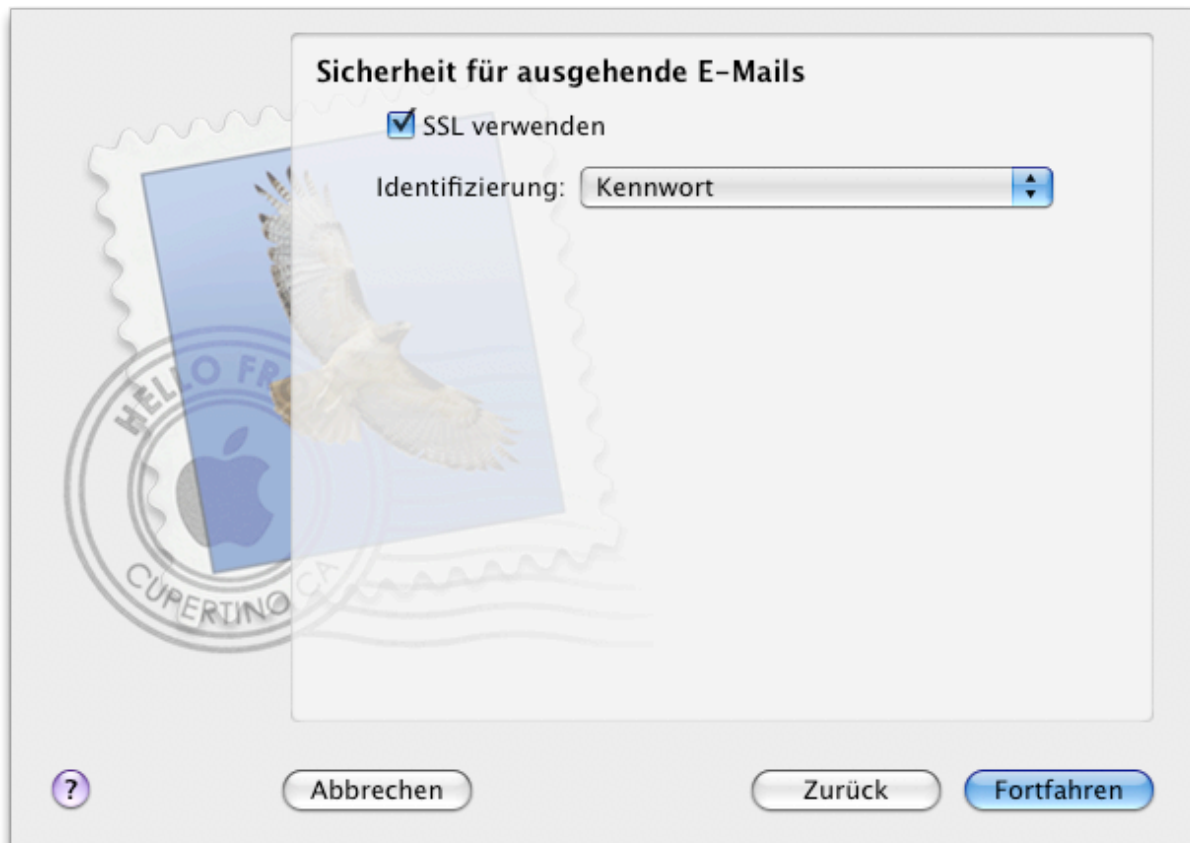 Sicherheit für ausgehende E-Mails
SSL verwenden
Identifizierung: Kennwort
HELLO FR
CUPERTINO CA
?
Abbrechen
Zurück
Fortfahren